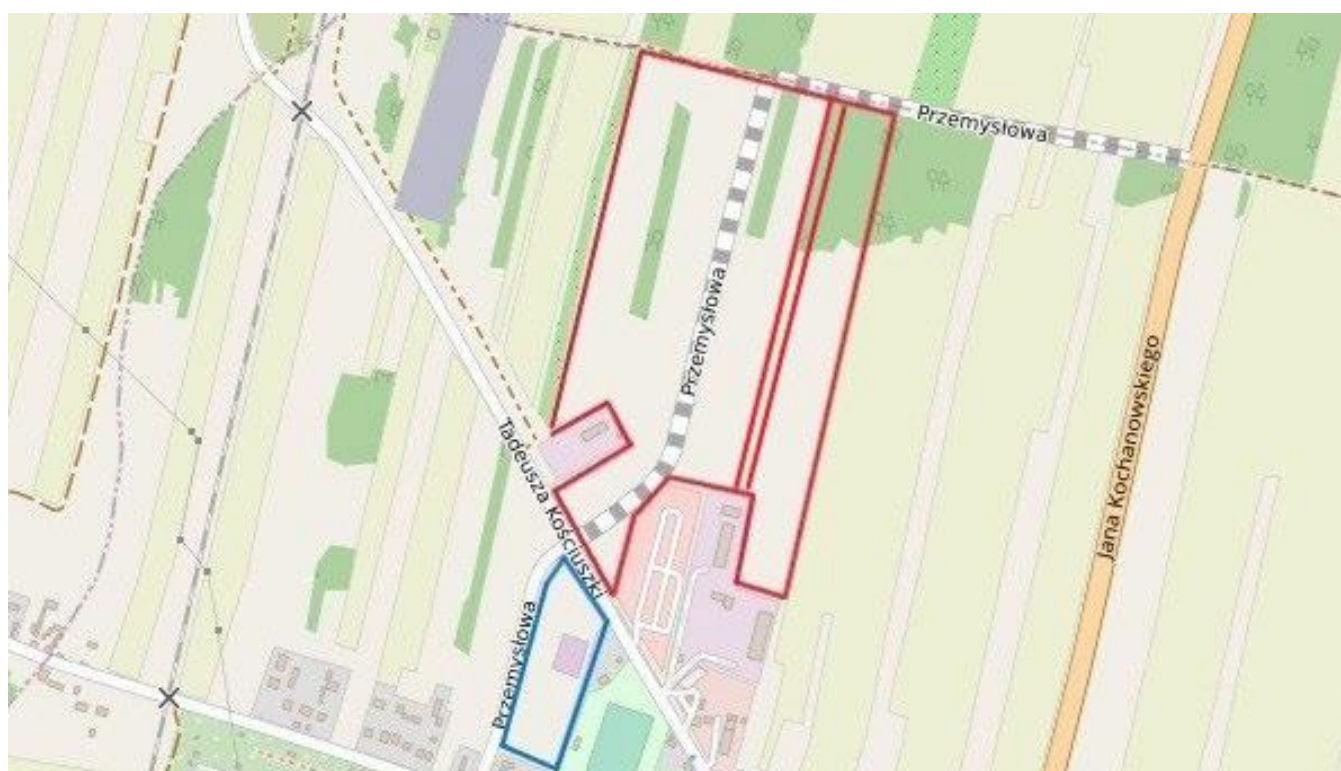 Przemysłowa
Przemysłowa
Tadeusza Kościuszki
Jana Kochanowskiego
Przemysłowa